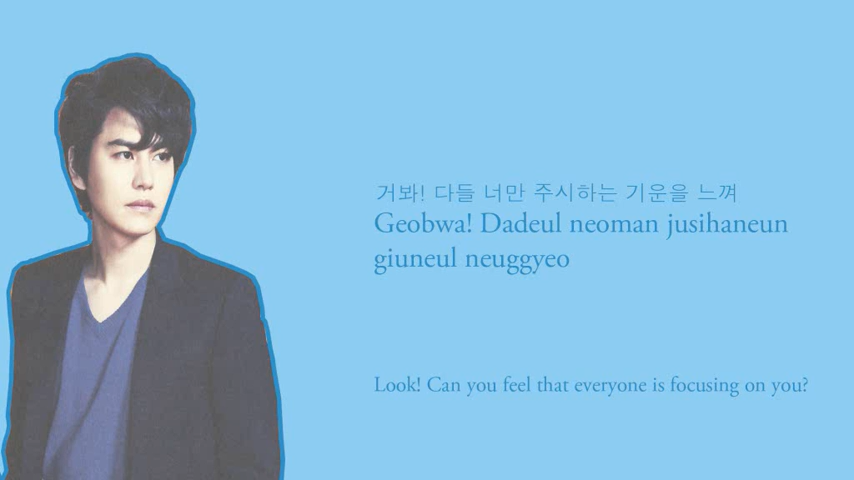 거봐! 다들 너만 주시하는 기운을 느껴
Geobwa! Dadeul neoman jusihaneun
giuneul neuggyeo
Look! Can you feel that everyone is focusing on you?